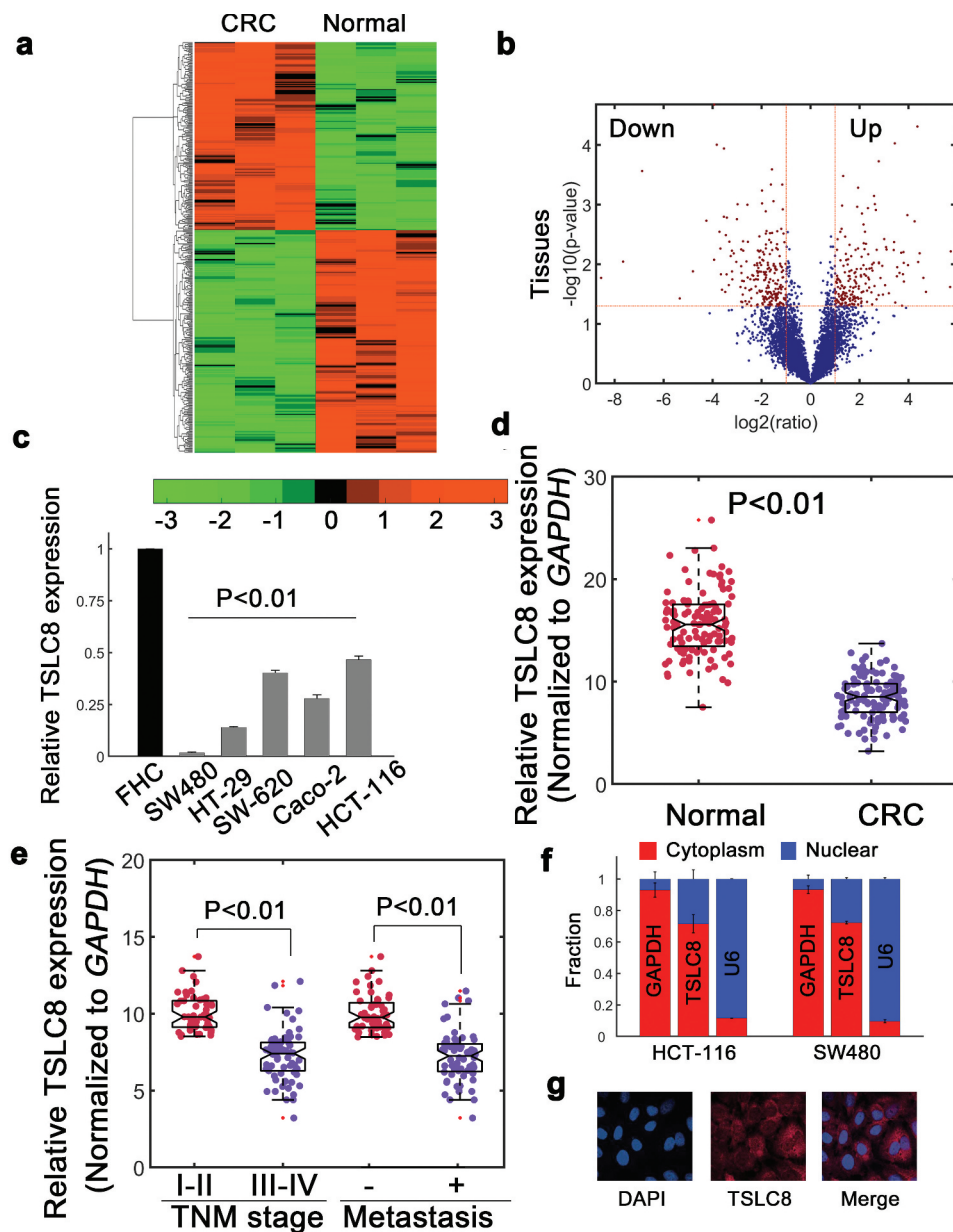 a
CRC Normal
b
Down Up
4
3
2
1
0
Tissues
-log10(p-value)
-8 -6 -4 -2 0 2 4
log2(ratio)
c
-3 -2 -1 0 1 2 3
Relative TSLC8 expression
1
0.75
0.5
0.25
0
P<0.01
FHC
SW480
HT-29
SW-620
Caco-2
HCT-116
d
Relative TSLC8 expression
(Normalized to GAPDH)
30
20
10
0
P<0.01
Normal CRC
e
Relative TSLC8 expression
(Normalized to GAPDH)
20
15
10
5
0
P<0.01 P<0.01
I-II III-IV - +
TNM stage Metastasis
f
Cytoplasm Nuclear
Fraction
1
0.8
0.6
0.4
0.2
0
GAPDH
TSLC8
U6
GAPDH
TSLC8
U6
HCT-116 SW480
g
DAPI TSLC8 Merge